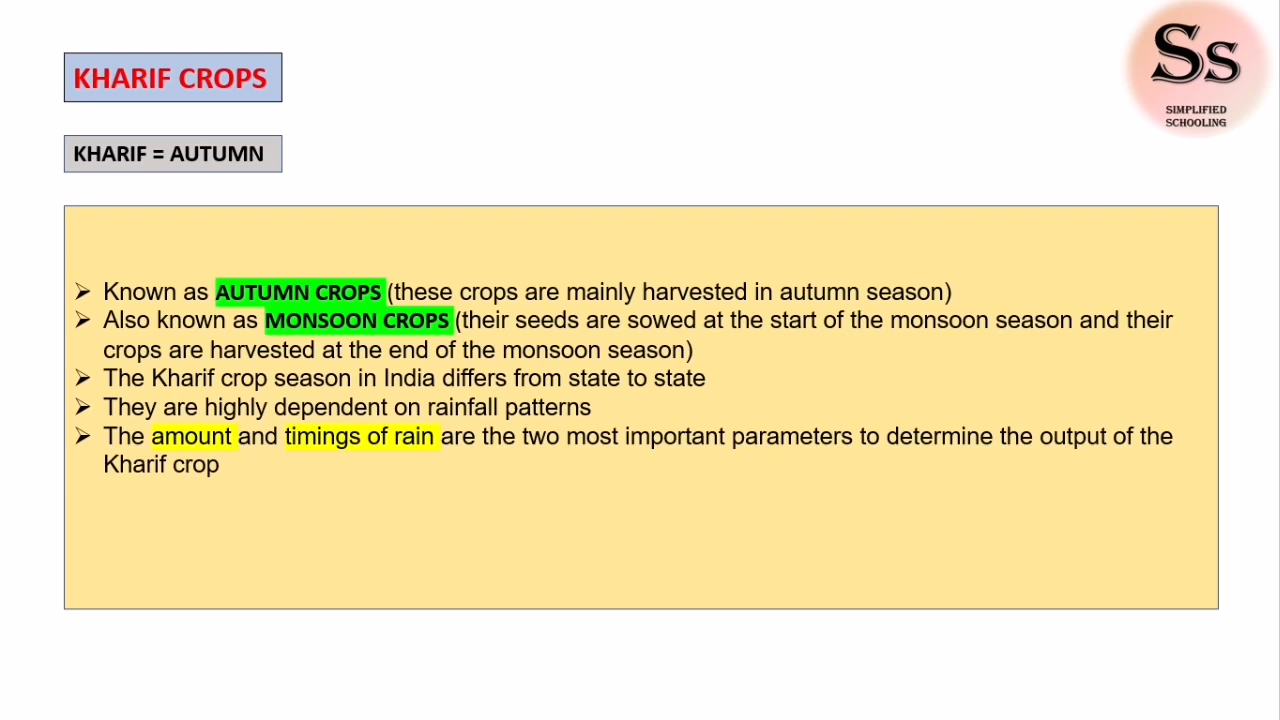 Ss
SIMPLIFIED
SCHOOLING
KHARIF CROPS
KHARIF = AUTUMN
➢ Known as AUTUMN CROPS (these crops are mainly harvested in autumn season)
➢ Also known as MONSOON CROPS (their seeds are sowed at the start of the monsoon season and their
crops are harvested at the end of the monsoon season)
➢ The Kharif crop season in India differs from state to state
➢ They are highly dependent on rainfall patterns
➢ The amount and timings of rain are the two most important parameters to determine the output of the
Kharif crop